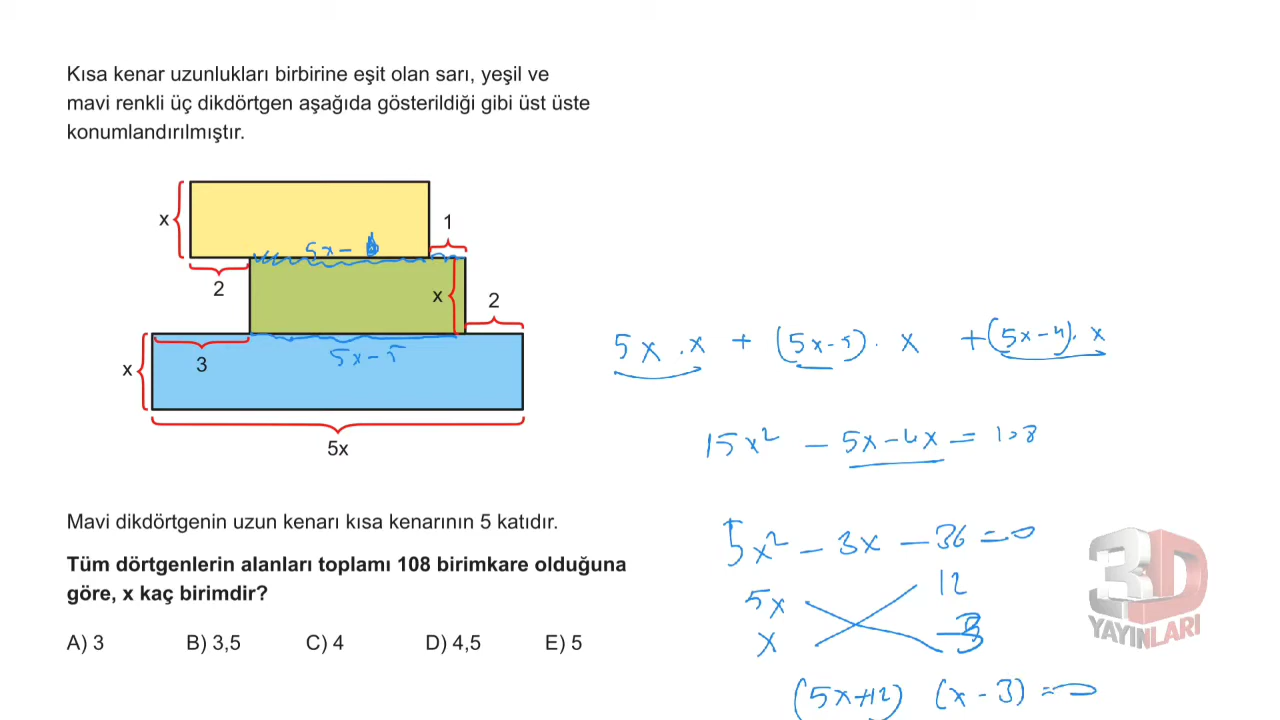 Kısa kenar uzunlukları birbirine eşit olan sarı, yeşil ve
mavi renkli üç dikdörtgen aşağıda gösterildiği gibi üst üste
konumlandırılmıştır.
x
1
5x -
2
x
2
3
5x-5
x
5x
5x . x + (5x-5) . x + (5x-4) . x
15x² - 5x-4x = 108
5x² - 3x - 36 = 0
5x 12
x -3
(5x+12) (x - 3) = 0
Mavi dikdörtgenin uzun kenarı kısa kenarının 5 katıdır.
Tüm dörtgenlerin alanları toplamı 108 birimkare olduğuna
göre, x kaç birimdir?
A) 3 B) 3,5 C) 4 D) 4,5 E) 5
3D
YAYINLARI